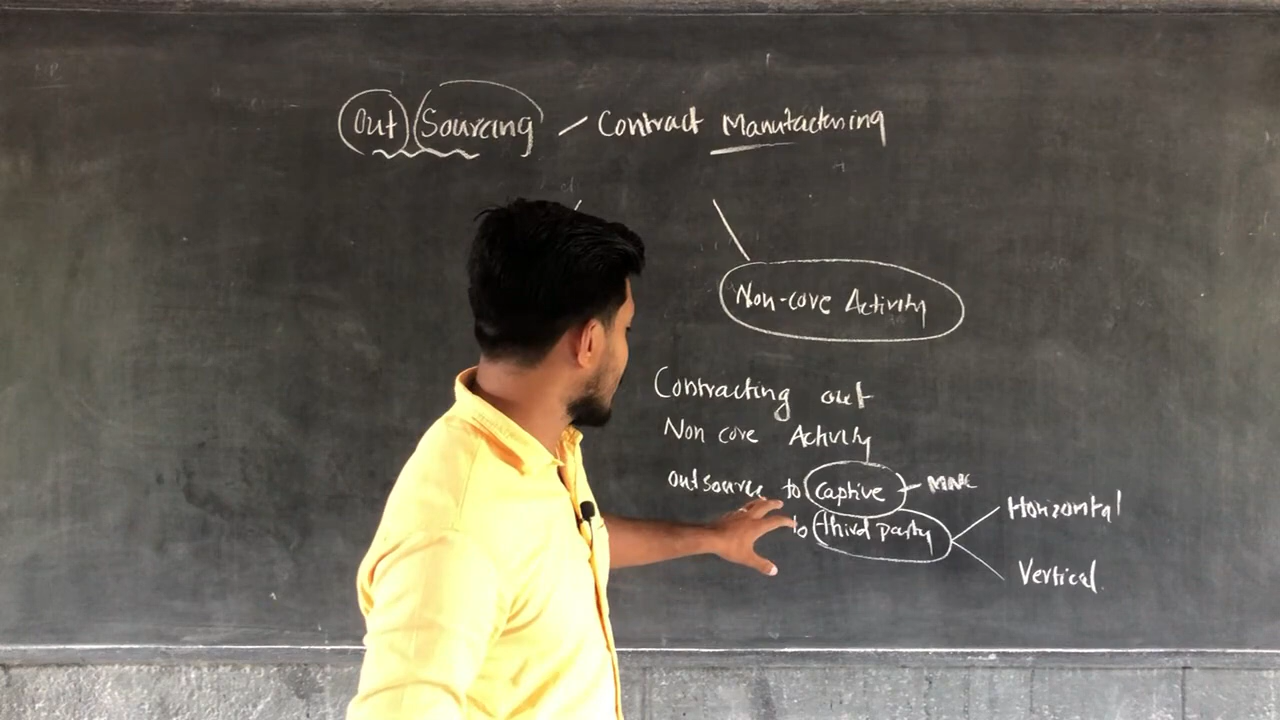 Out Sourcing / Contract Manufacturing
Non-core Activity
Contracting out
Non core Activity
outsource to captive - MNC
to third party
Horizontal
Vertical.